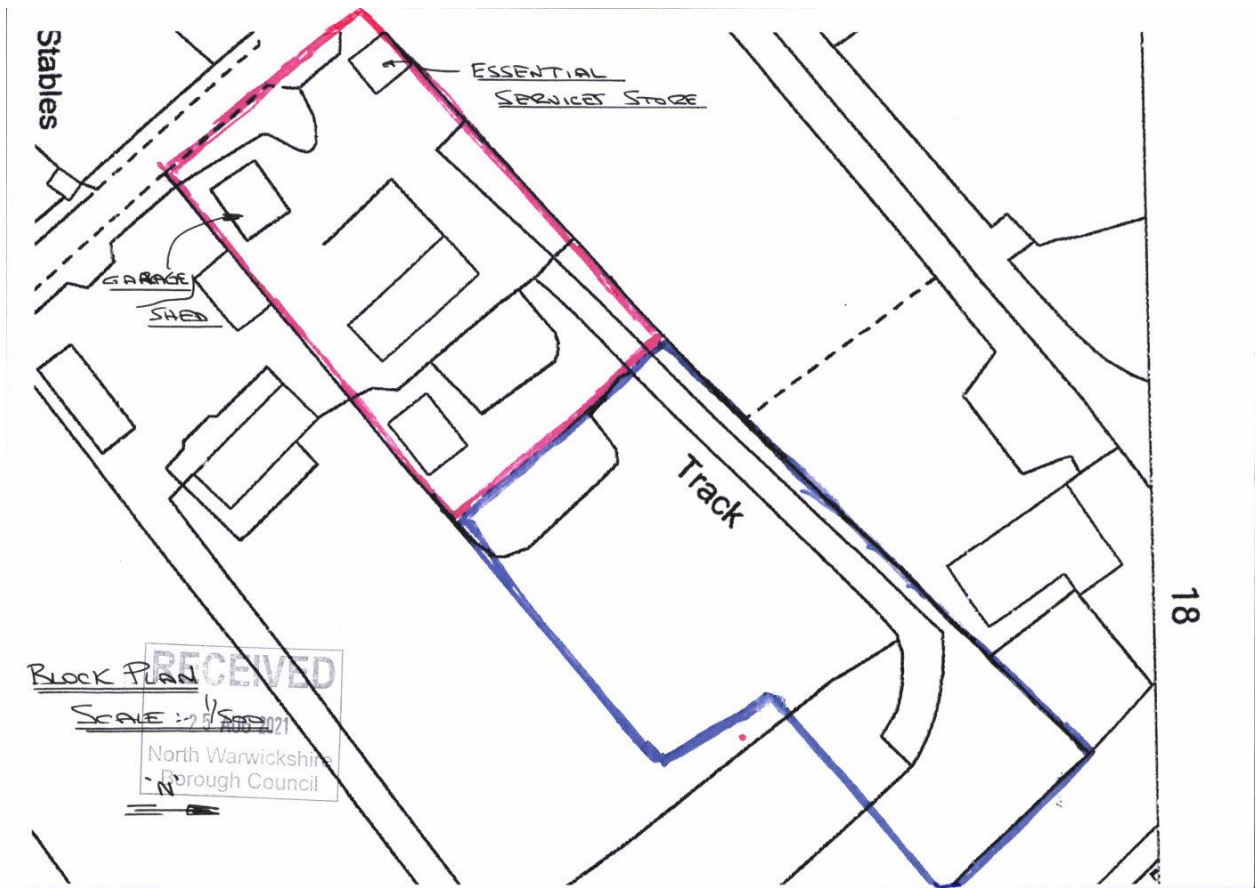 Stables
ESSENTIAL
SERVICES STORE
GARAGE
SHED
Track
18
BLOCK PLAN
SCALE :- 1/500
RECEIVED
25 AUG 2021
North Warwickshire
Borough Council
'N'